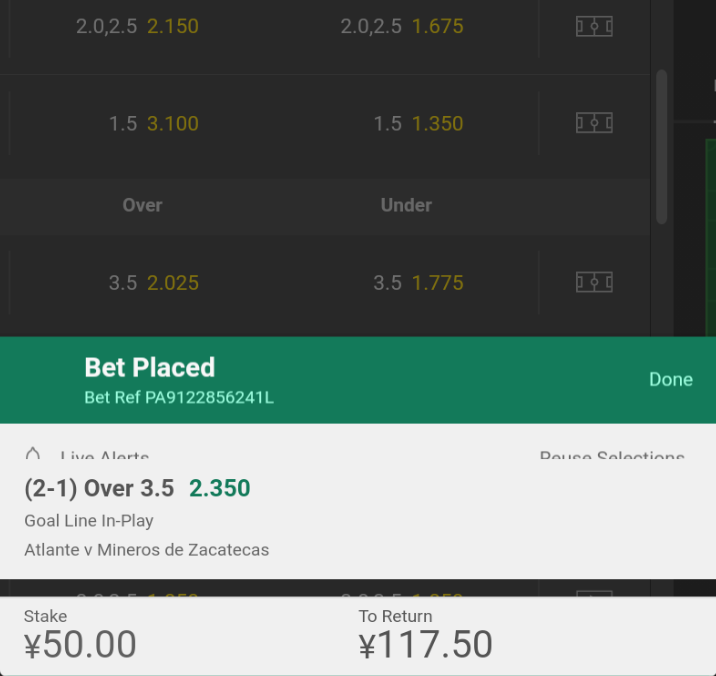 2.0,2.5 2.150 2.0,2.5 1.675
1.5 3.100 1.5 1.350
Over Under
3.5 2.025 3.5 1.775
Bet Placed
Bet Ref PA9122856241L
Done
Live Alerts Reuse Selections
(2-1) Over 3.5 2.350
Goal Line In-Play
Atlante v Mineros de Zacatecas
Stake To Return
¥50.00 ¥117.50